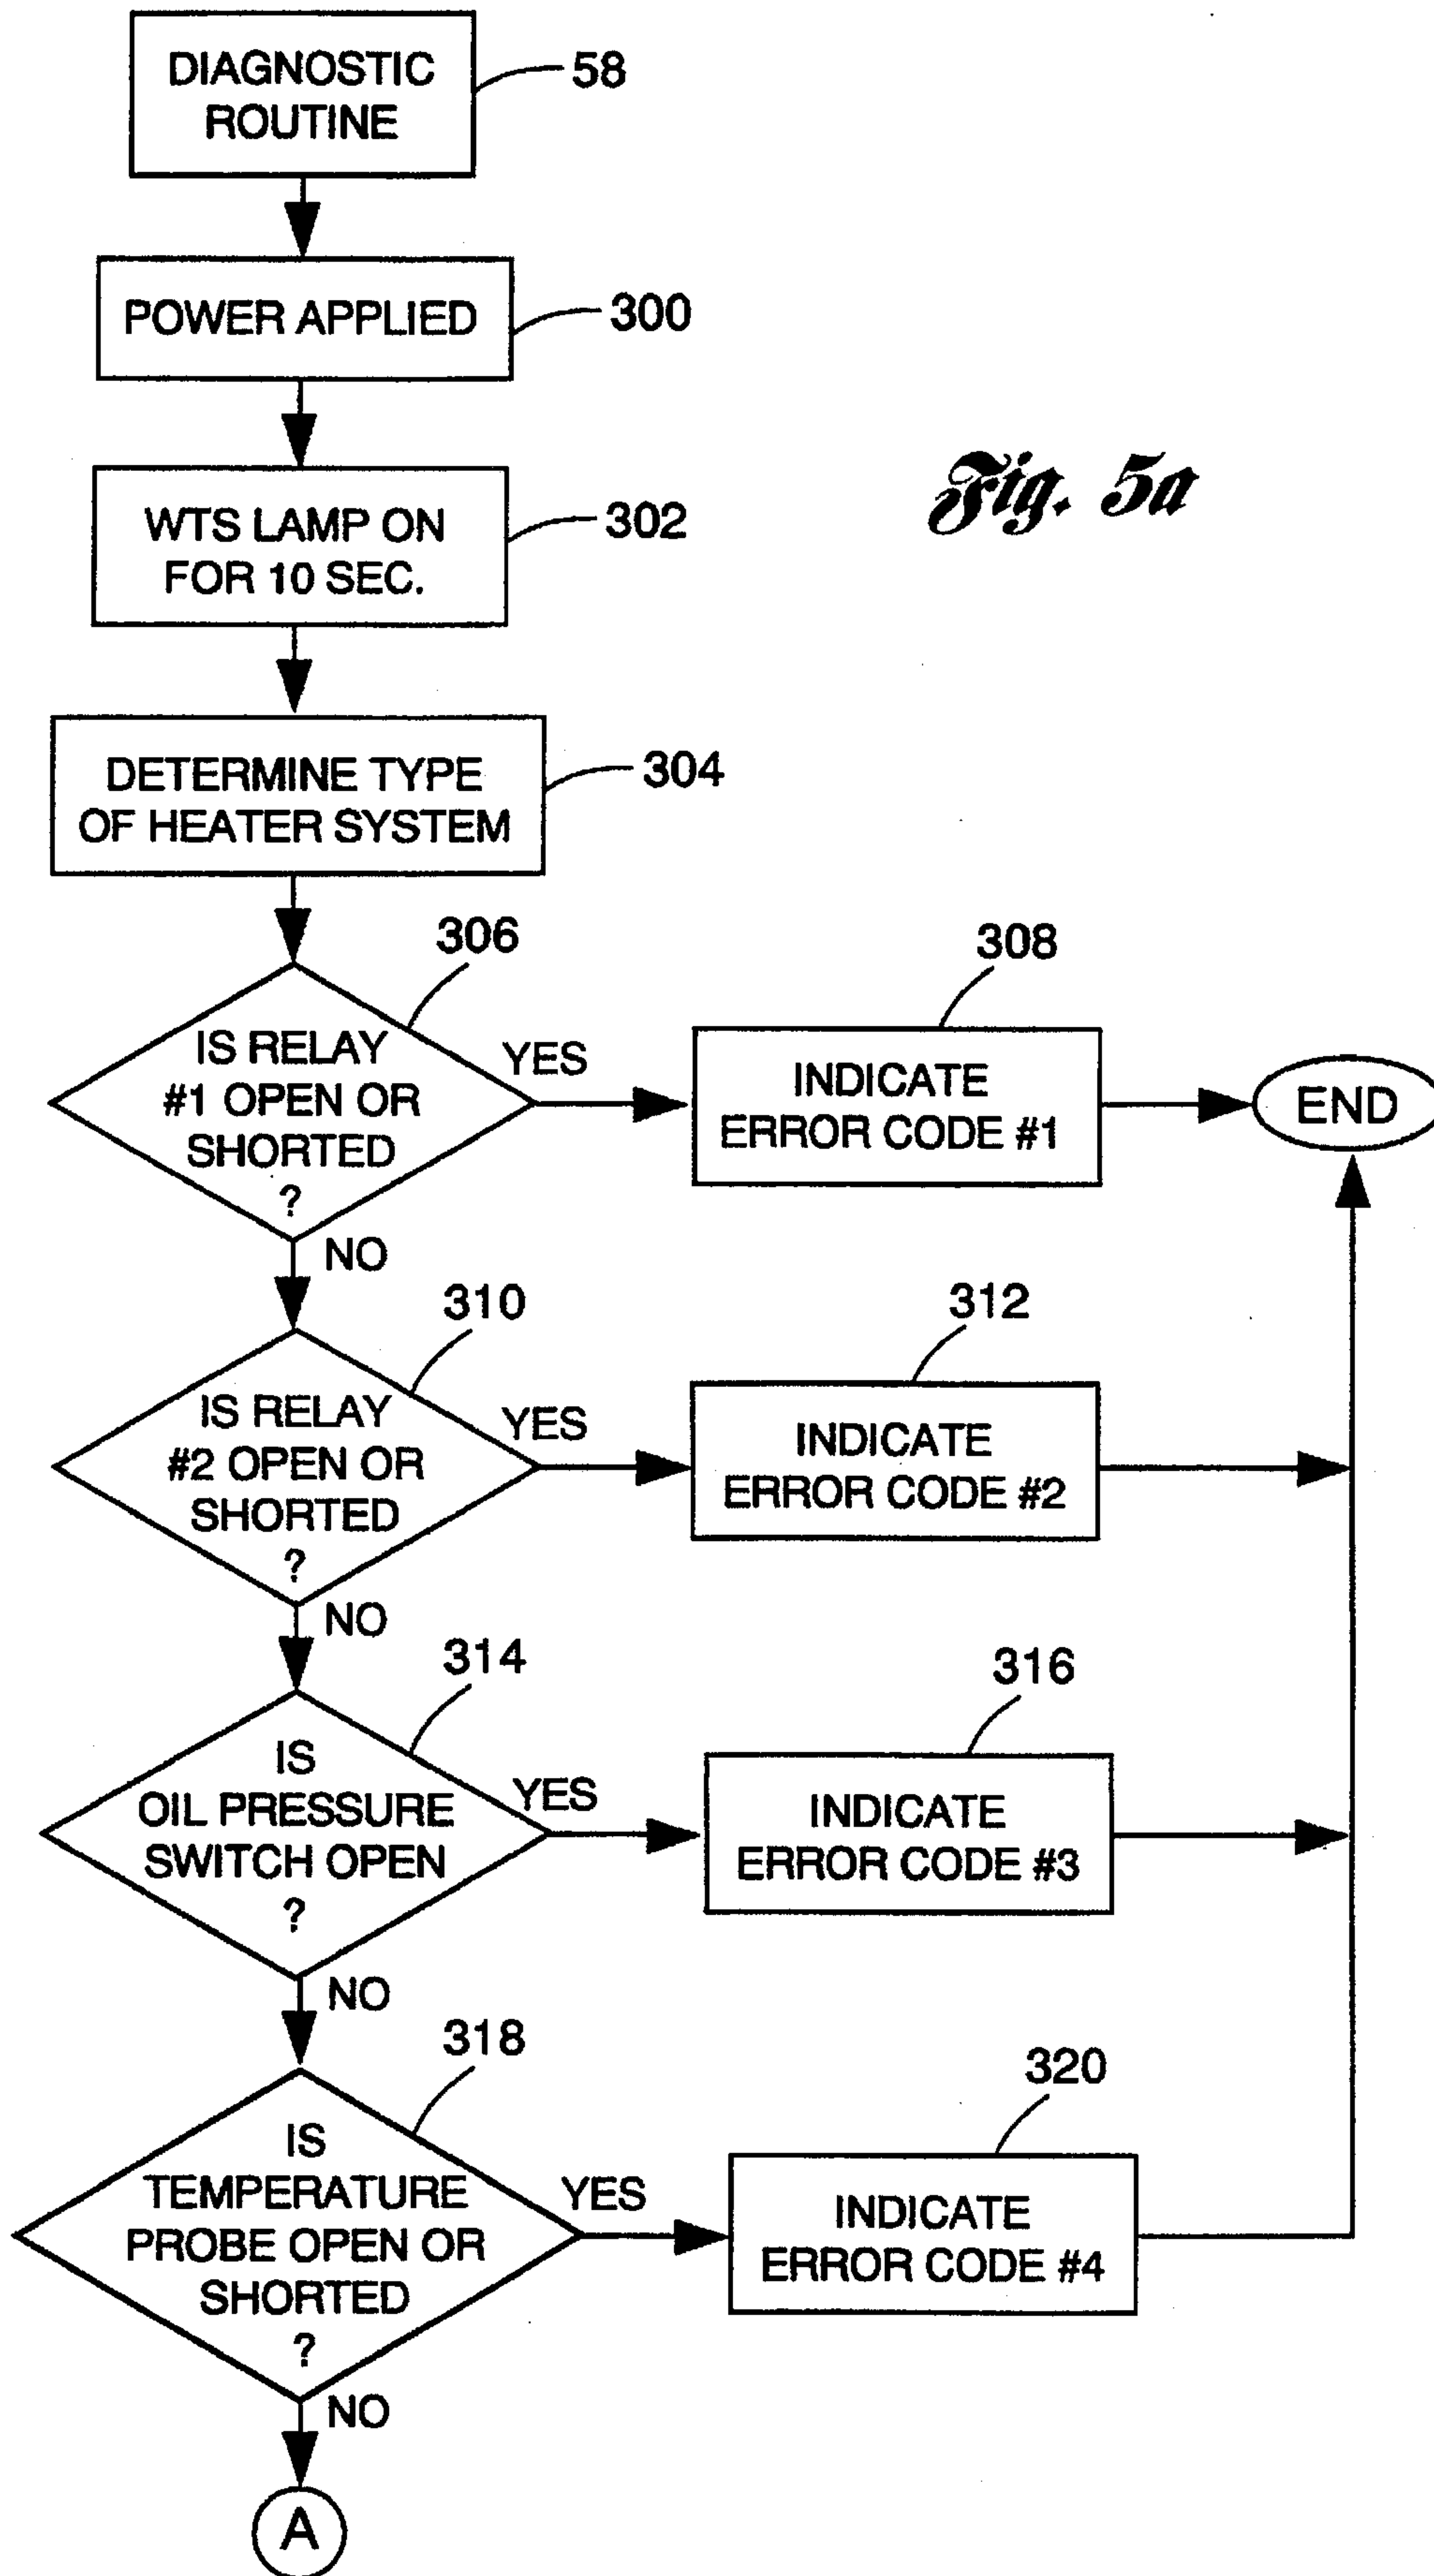 DIAGNOSTIC
ROUTINE
58
POWER APPLIED
300
WTS LAMP ON
FOR 10 SEC.
302
Fig. 5a
DETERMINE TYPE
OF HEATER SYSTEM
304
306
IS RELAY
#1 OPEN OR
SHORTED
?
YES
308
INDICATE
ERROR CODE #1
END
NO
310
IS RELAY
#2 OPEN OR
SHORTED
?
YES
312
INDICATE
ERROR CODE #2
NO
314
IS
OIL PRESSURE
SWITCH OPEN
?
YES
316
INDICATE
ERROR CODE #3
NO
318
IS
TEMPERATURE
PROBE OPEN OR
SHORTED
?
YES
320
INDICATE
ERROR CODE #4
NO
A